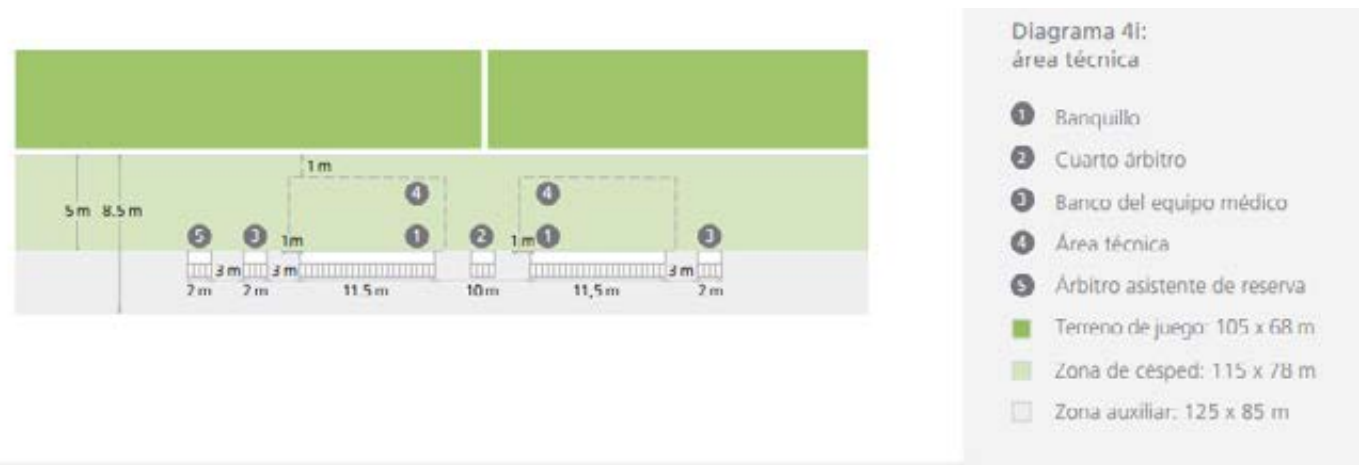 1 m
5 m 8.5 m
4 4
5 3 1m 1 2 1 m 1 3
3 m 3 m 3 m
2 m 2 m 11.5 m 10 m 11,5 m 2 m
Diagrama 4i:
área técnica
1 Banquillo
2 Cuarto árbitro
3 Banco del equipo médico
4 Área técnica
5 Árbitro asistente de reserva
Terreno de juego: 105 x 68 m
Zona de césped: 115 x 78 m
Zona auxiliar: 125 x 85 m